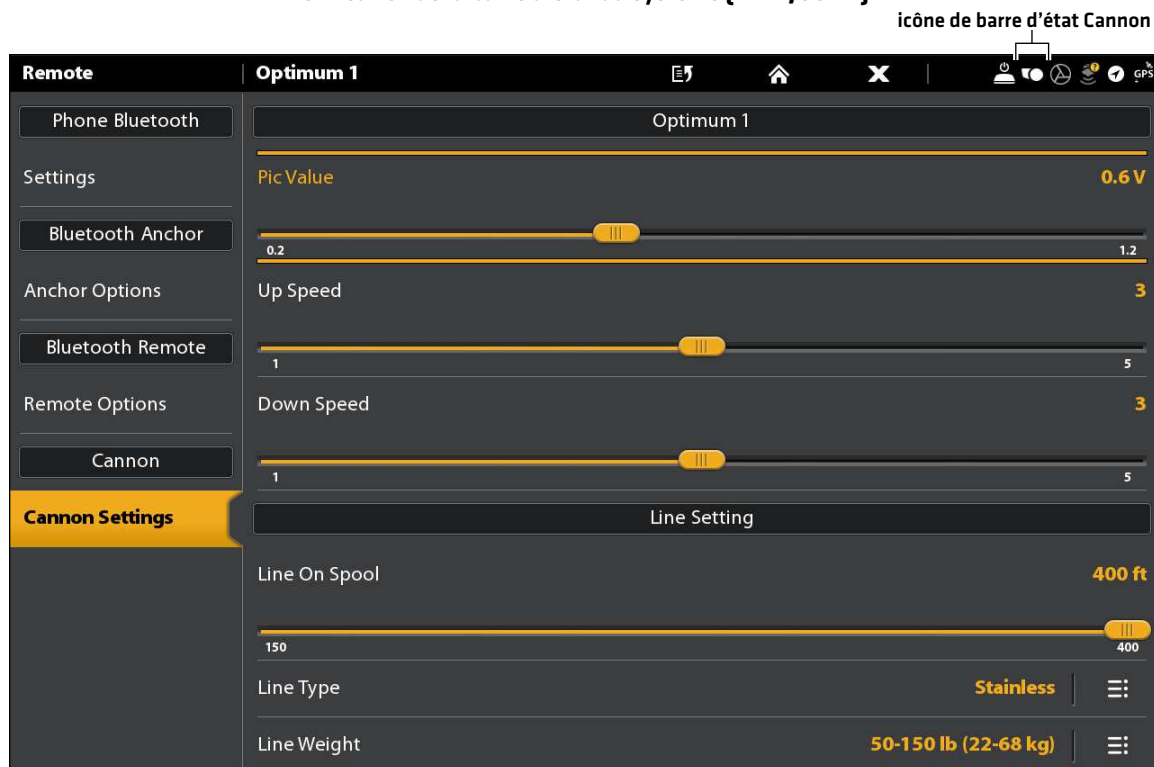 icône de barre d'état Cannon
Remote
Optimum 1
GPS
Phone Bluetooth
Optimum 1
Settings
Pic Value
0.6 V
Bluetooth Anchor
0.2
1.2
Anchor Options
Up Speed
3
Bluetooth Remote
1
5
Remote Options
Down Speed
3
Cannon
1
5
Cannon Settings
Line Setting
Line On Spool
400 ft
150
400
Line Type
Stainless
Line Weight
50-150 lb (22-68 kg)